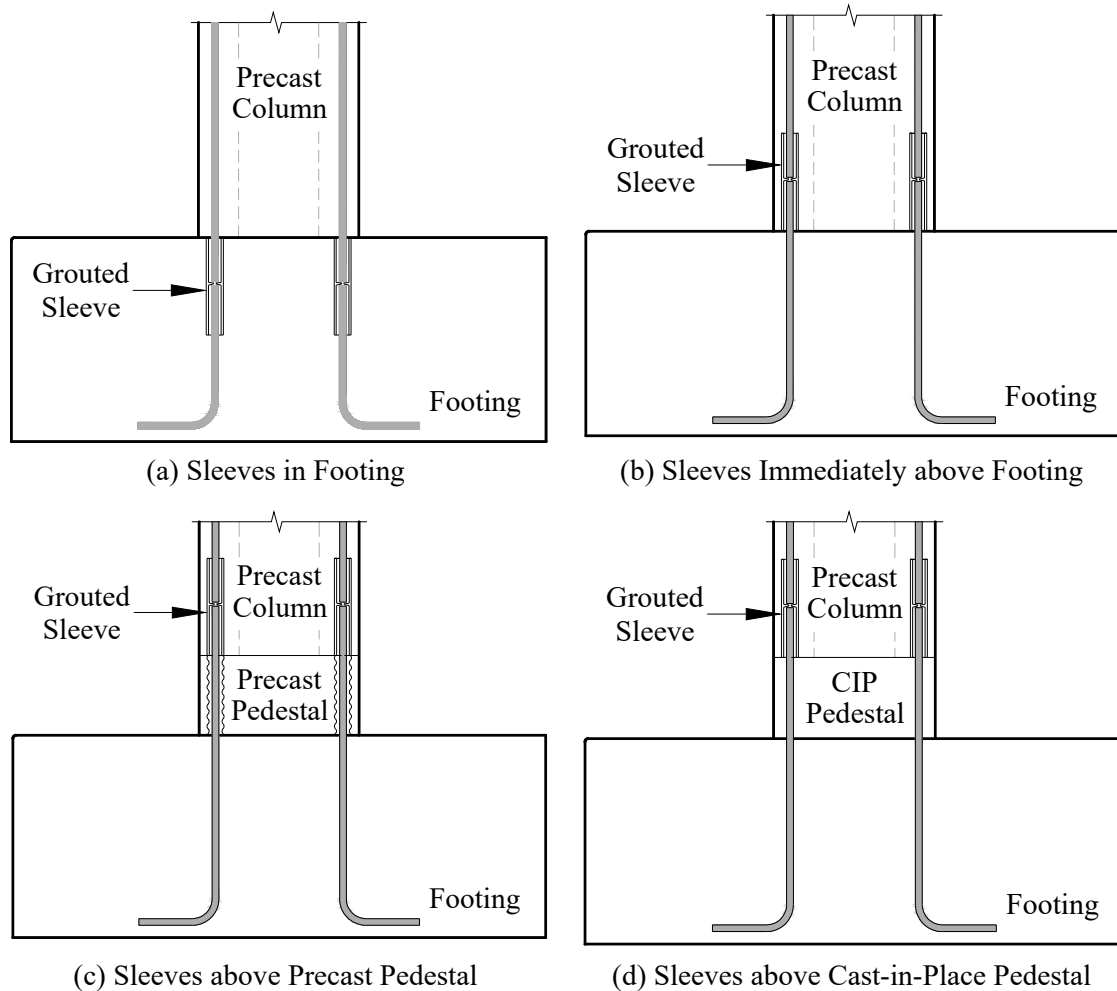 Precast
Column
Grouted
Sleeve
Footing
(a) Sleeves in Footing
Precast
Column
Grouted
Sleeve
Footing
(b) Sleeves Immediately above Footing
Precast
Column
Grouted
Sleeve
Precast
Pedestal
Footing
(c) Sleeves above Precast Pedestal
Precast
Column
Grouted
Sleeve
CIP
Pedestal
Footing
(d) Sleeves above Cast-in-Place Pedestal